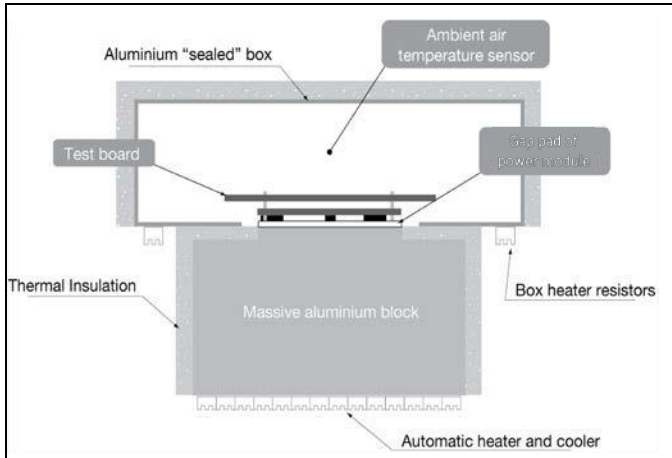 Ambient air
temperature sensor
Aluminium “sealed” box
Test board
Gap pad of
power module
Thermal Insulation
Box heater resistors
Massive aluminium block
Automatic heater and cooler